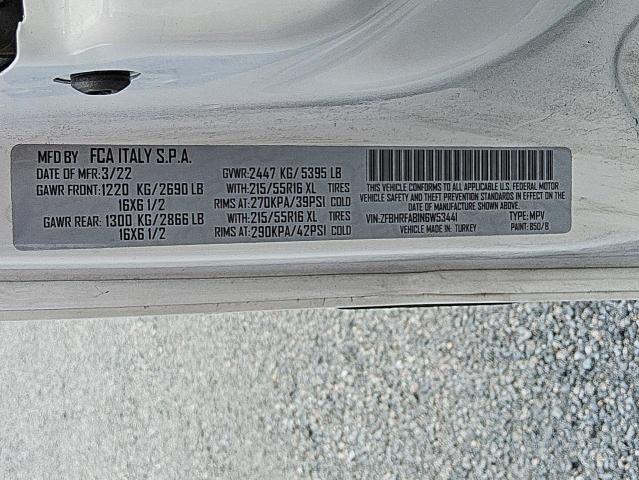 MFD BY FCA ITALY S.P.A.
DATE OF MFR: 3/22 GVWR: 2447 KG/ 5395 LB
GAWR FRONT: 1220 KG/2690 LB WITH: 215/55R16 XL TIRES
16X6 1/2 RIMS AT: 270KPA/39PSI COLD
GAWR REAR: 1300 KG/2866 LB WITH: 215/55R16 XL TIRES
16X6 1/2 RIMS AT: 290KPA/42PSI COLD
THIS VEHICLE CONFORMS TO ALL APPLICABLE U.S. FEDERAL MOTOR
VEHICLE SAFETY AND THEFT PREVENTION STANDARDS IN EFFECT ON THE
DATE OF MANUFACTURE SHOWN ABOVE.
VIN: ZFBHRFABIN6W53441 TYPE: MPV
VEHICLE MADE IN: TURKEY PAINT: BSO/B